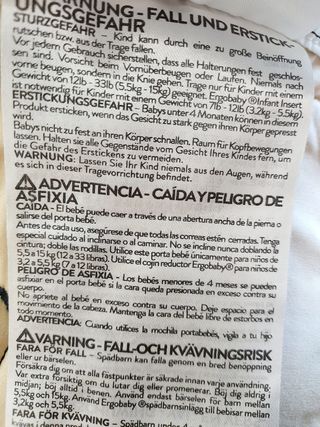 WARNUNG - FALL UND ERSTICK-
UNGSGEFAHR
STURZGEFAHR – Kind kann durch eine zu große Beinöffnung
rutschen bzw. aus der Trage fallen.
Vor jedem Gebrauch sicherstellen, dass alle Halterungen fest geschlos-
sen sind. Vorsicht beim Vornüberbeugen oder Laufen. Niemals nach
vorne beugen, sondern in die Knie gehen. Trage nur für Kinder mit einem
Gewicht von 12lb - 33lb (5.5kg - 15kg) geeignet. Ergobaby® Infant Insert
ist notwendig für Kinder mit einem Gewicht von 7lb - 12lb (3.2kg - 5.5kg).
ERSTICKUNGSGEFAHR – Babys unter 4 Monaten können in diesem
Produkt ersticken, wenn das Gesicht zu stark gegen ihren Körper gepresst
wird.
Babys nicht zu fest an ihren Körper schnallen. Raum für Kopfbewegungen
lassen. Halten sie alle Gegenstände vom Gesicht Ihres Kindes fern, um
die Gefahr des Erstickens zu vermeiden.
WARNUNG: Lassen Sie Ihr Kind niemals aus den Augen, während
es sich in dieser Tragevorrichtung befindet.
ADVERTENCIA - CAÍDA Y PELIGRO DE
ASFIXIA
CAÍDA - El bebé puede caer a través de una abertura ancha de la pierna o
salirse del porta bebé.
Antes de cada uso, asegúrese de que todas las correas estén cerradas. Tenga
especial cuidado al inclinarse o al caminar. No se incline nunca doblando la
cintura; doble las rodillas. Utilice este porta bebé únicamente para niños de
5,5 a 15 kg (12 a 33 libras). Utilice el cojín reductor Ergobaby® para niños de
3,2 a 5,5 kg (7 a 12 libras).
PELIGRO DE ASFIXIA - Los bebés menores de 4 meses se pueden
asfixiar en el porta bebé si la cara queda presionada en exceso contra su
cuerpo.
No apriete al bebé en exceso contra su cuerpo. Deje espazio para el
movimiento de la cabeza. Mantenga la cara del bebé libre de estorbos en
todo momento.
ADVERTENCIA: Cuando utilices la mochila portabebés, vigila a tu hijo
VARNING - FALL-OCH KVÄVNINGSRISK
FARA FÖR FALL – Spädbarn kan falla genom en bred benöppning
eller ur bärselen.
Försäkra dig om att alla fästpunkter är säkrade innan varje användning.
Var extra försiktig om du lutar dig eller promenerar. Böj dig aldrig i
midjan; böj alltid i benen. Använd endast bärselen för barn mellan
5,5kg och 15kg. Använd Ergobaby® spädbarnsinlägg till bebisar mellan
3,2kg och 5,5kg.
FARA FÖR KVÄVNING – Spädbarn under 4